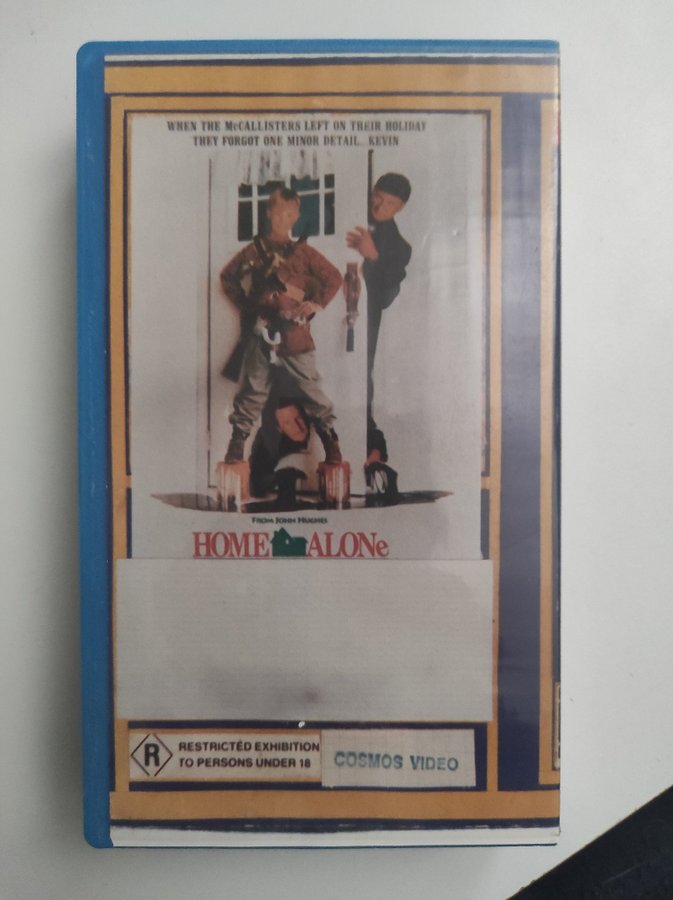 WHEN THE McCALLISTERS LEFT ON THEIR HOLIDAY
THEY FORGOT ONE MINOR DETAIL...KEVIN
FROM JOHN HUGHES
HOME ALONe
R
RESTRICTED EXHIBITION
TO PERSONS UNDER 18
COSMOS VIDEO